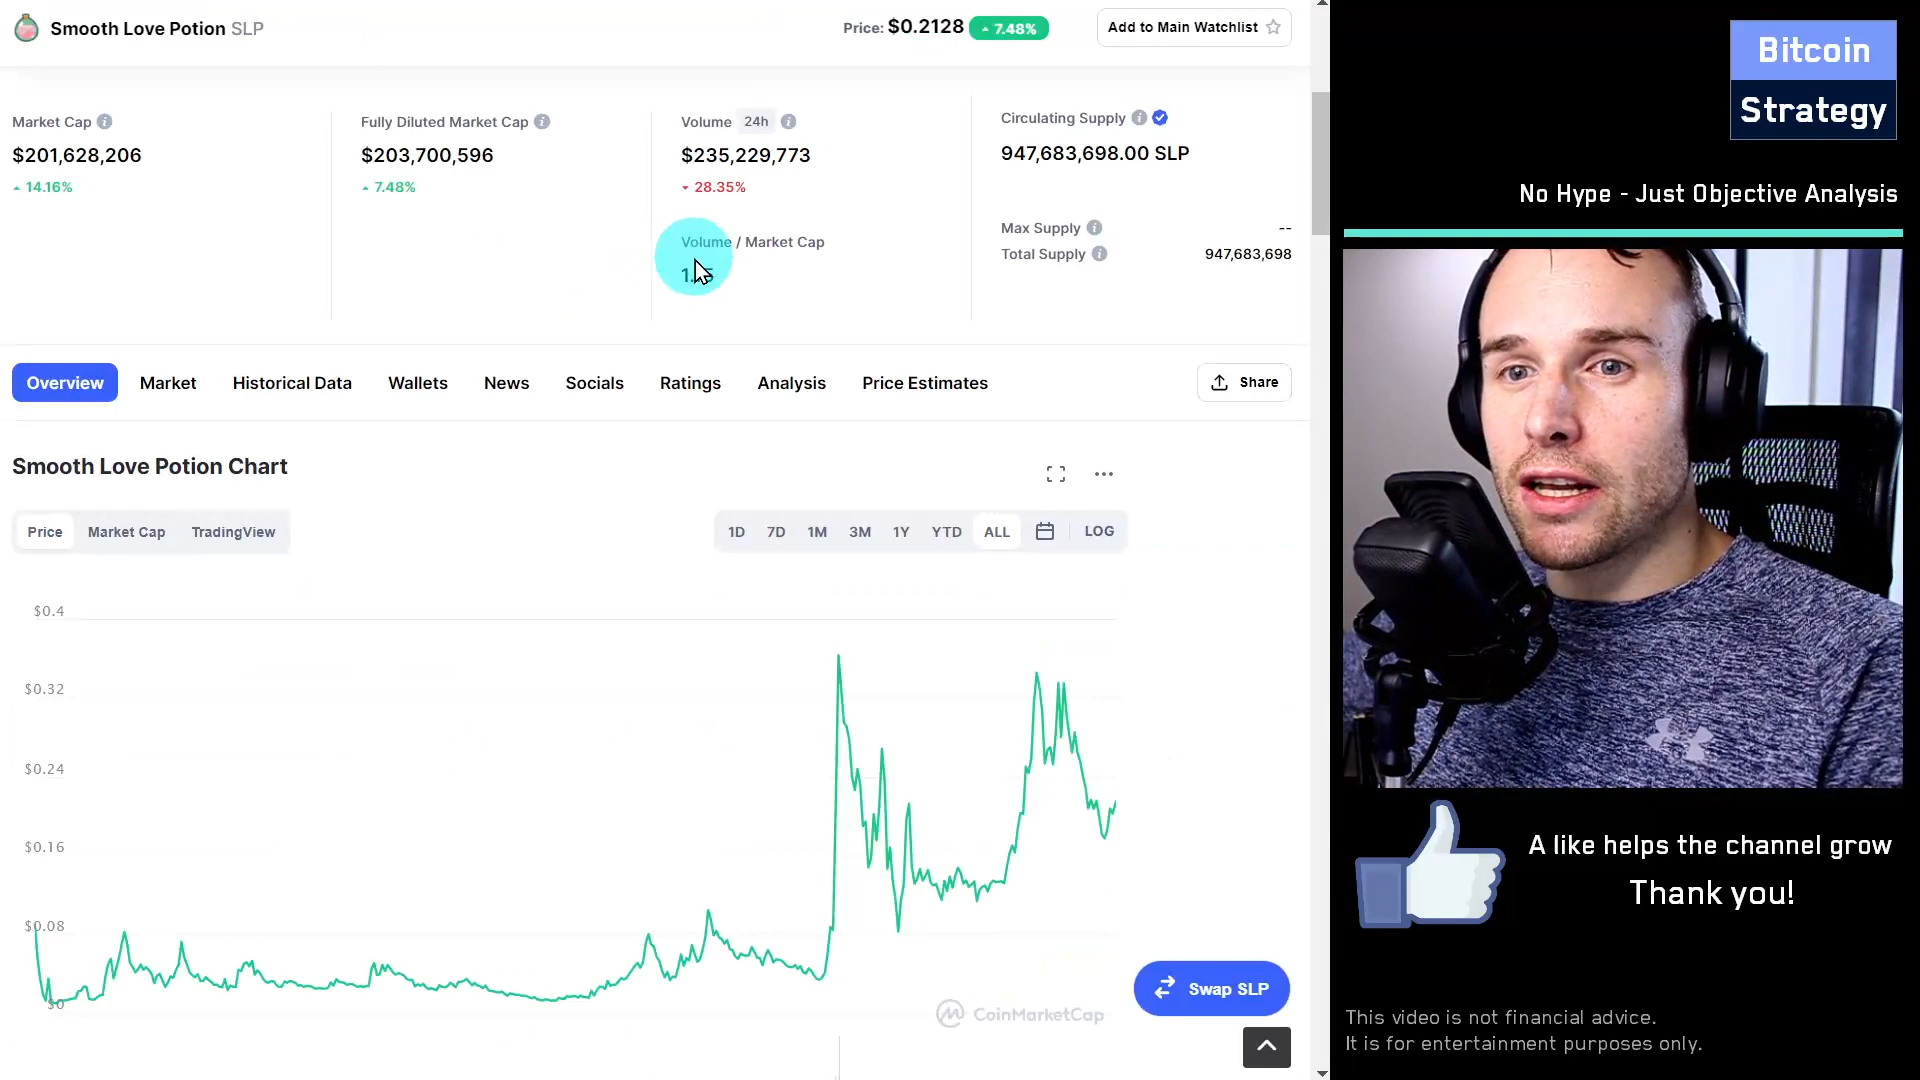 Smooth Love Potion SLP
Price: $0.2128 7.48%
Add to Main Watchlist
Market Cap
$201,628,206
14.16%
Fully Diluted Market Cap
$203,700,596
7.48%
Volume 24h
$235,229,773
28.35%
Volume / Market Cap
Circulating Supply
947,683,698.00 SLP
Max Supply --
Total Supply 947,683,698
Overview Market Historical Data Wallets News Socials Ratings Analysis Price Estimates Share
Smooth Love Potion Chart
Price Market Cap TradingView
1D 7D 1M 3M 1Y YTD ALL LOG
$0.4
$0.32
$0.24
$0.16
$0.08
$0
CoinMarketCap
Swap SLP
Bitcoin
Strategy
No Hype - Just Objective Analysis
A like helps the channel grow
Thank you!
This video is not financial advice.
It is for entertainment purposes only.